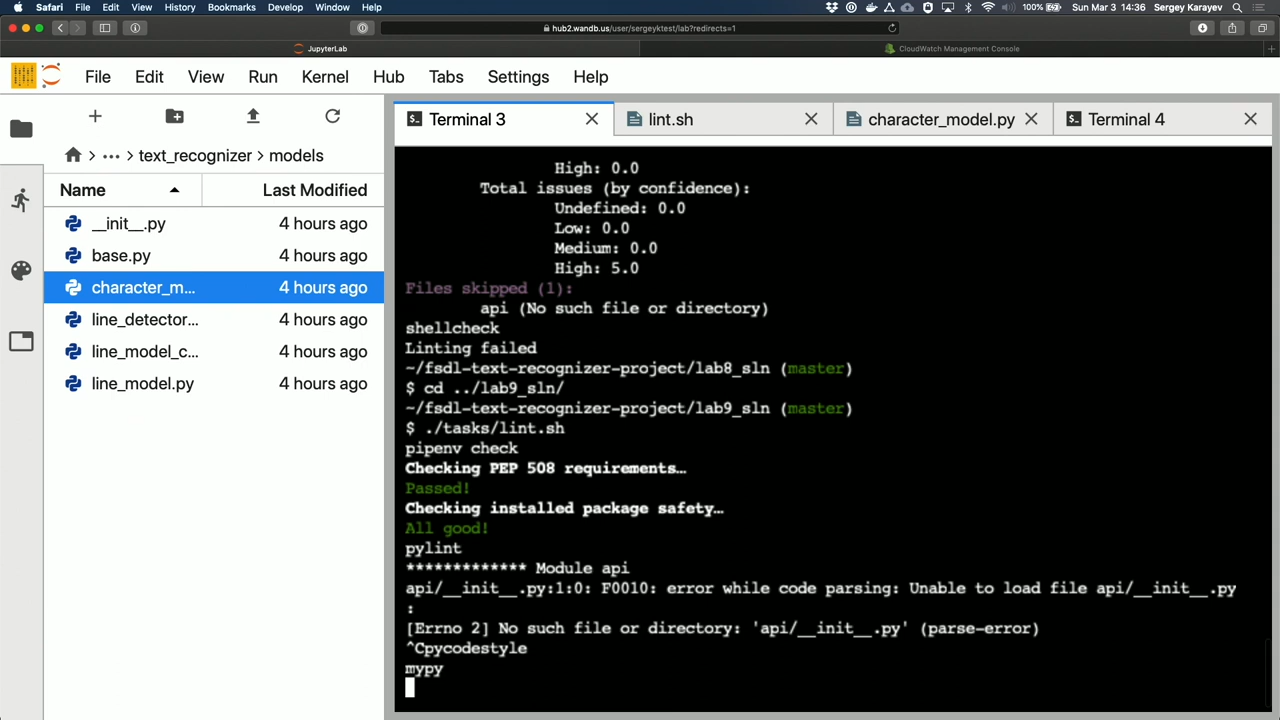 Safari File Edit View History Bookmarks Develop Window Help 100% Sun Mar 3 14:36 Sergey Karayev
hub2.wandb.us/user/sergeyktest/lab?redirects=1
JupyterLab CloudWatch Management Console
File Edit View Run Kernel Hub Tabs Settings Help
Terminal 3 lint.sh character_model.py Terminal 4
... > text_recognizer > models
Name Last Modified
__init__.py 4 hours ago
base.py 4 hours ago
character_m... 4 hours ago
line_detector... 4 hours ago
line_model_c... 4 hours ago
line_model.py 4 hours ago
High: 0.0
Total issues (by confidence):
Undefined: 0.0
Low: 0.0
Medium: 0.0
High: 5.0
Files skipped (1):
api (No such file or directory)
shellcheck
Linting failed
~/fsdl-text-recognizer-project/lab8_sln (master)
$ cd ../lab9_sln/
~/fsdl-text-recognizer-project/lab9_sln (master)
$ ./tasks/lint.sh
pipenv check
Checking PEP 508 requirements…
Passed!
Checking installed package safety…
All good!
pylint
************* Module api
api/__init__.py:1:0: F0010: error while code parsing: Unable to load file api/__init__.py
:
[Errno 2] No such file or directory: 'api/__init__.py' (parse-error)
^Cpycodestyle
mypy